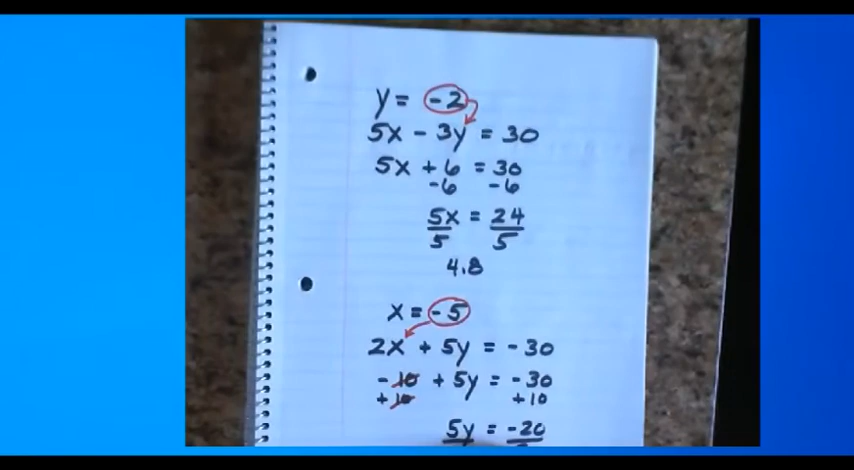 y = -2
5x - 3y = 30
5x + 6 = 30
-6 -6
5x = 24
5 5
4.8
x = -5
2x + 5y = -30
-10 + 5y = -30
+10 +10
5y = -20